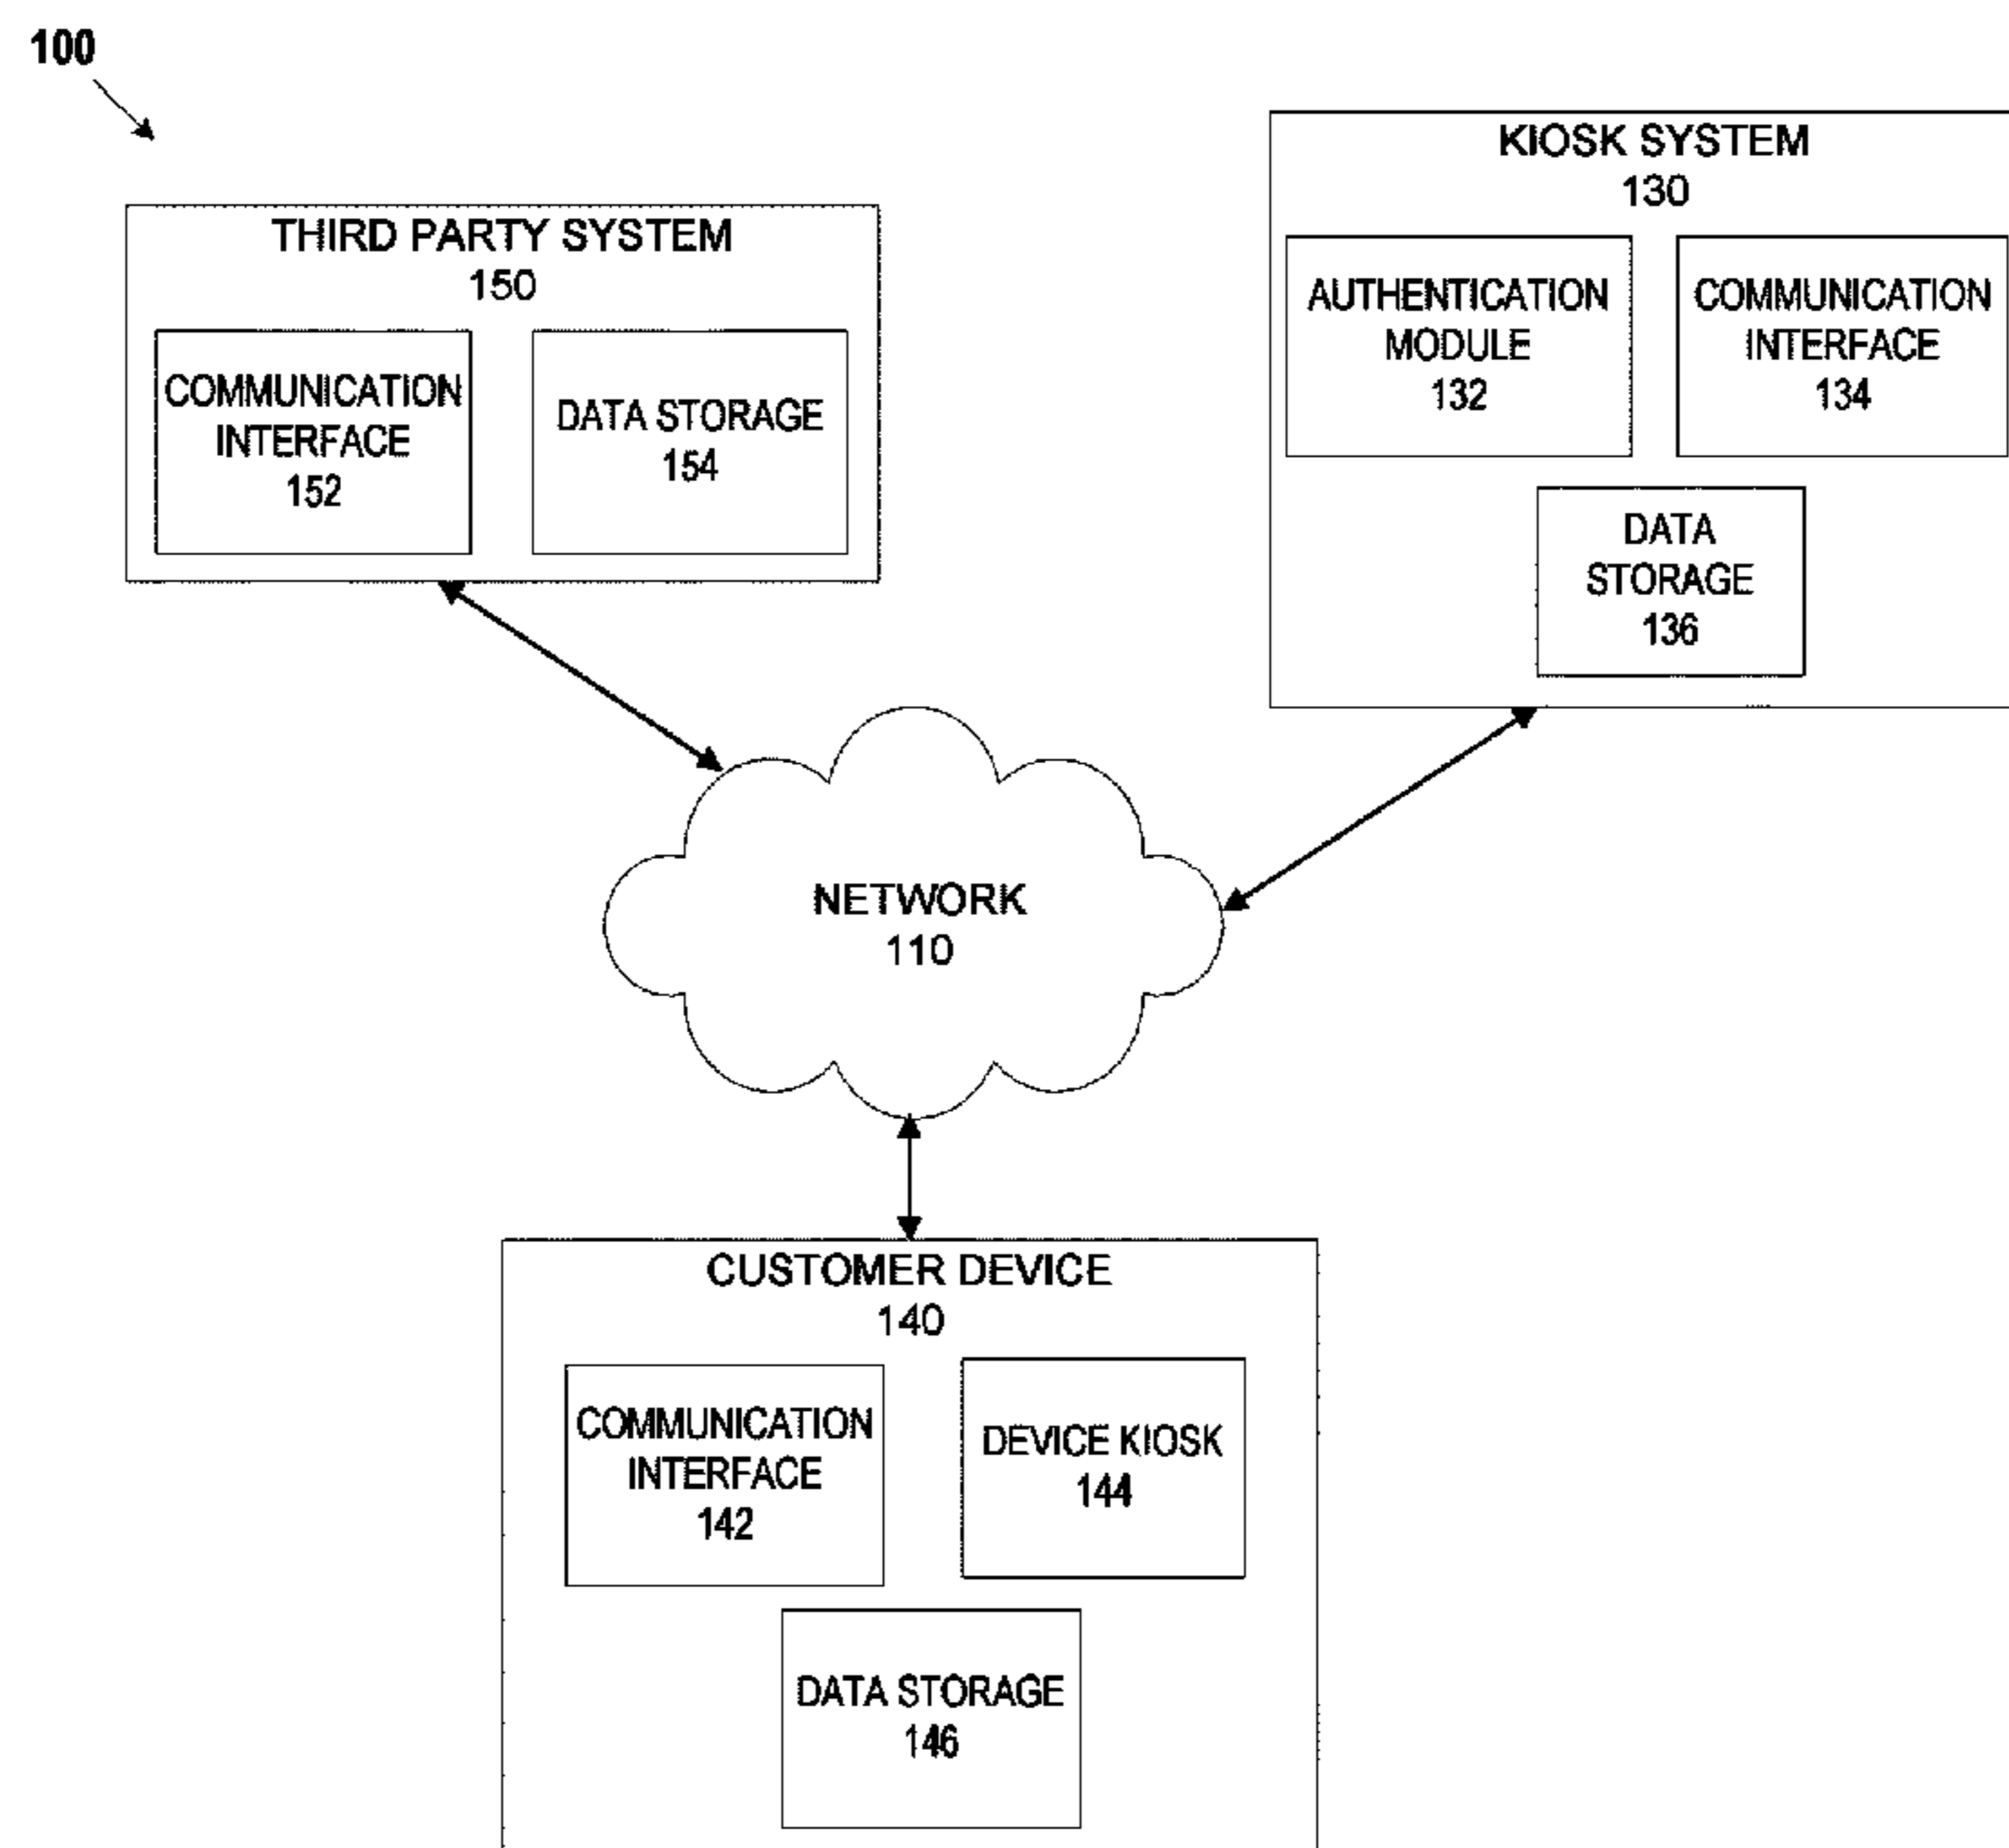 100
THIRD PARTY SYSTEM
150
COMMUNICATION
INTERFACE
152
DATA STORAGE
154
KIOSK SYSTEM
130
AUTHENTICATION
MODULE
132
COMMUNICATION
INTERFACE
134
DATA
STORAGE
136
NETWORK
110
CUSTOMER DEVICE
140
COMMUNICATION
INTERFACE
142
DEVICE KIOSK
144
DATA STORAGE
146